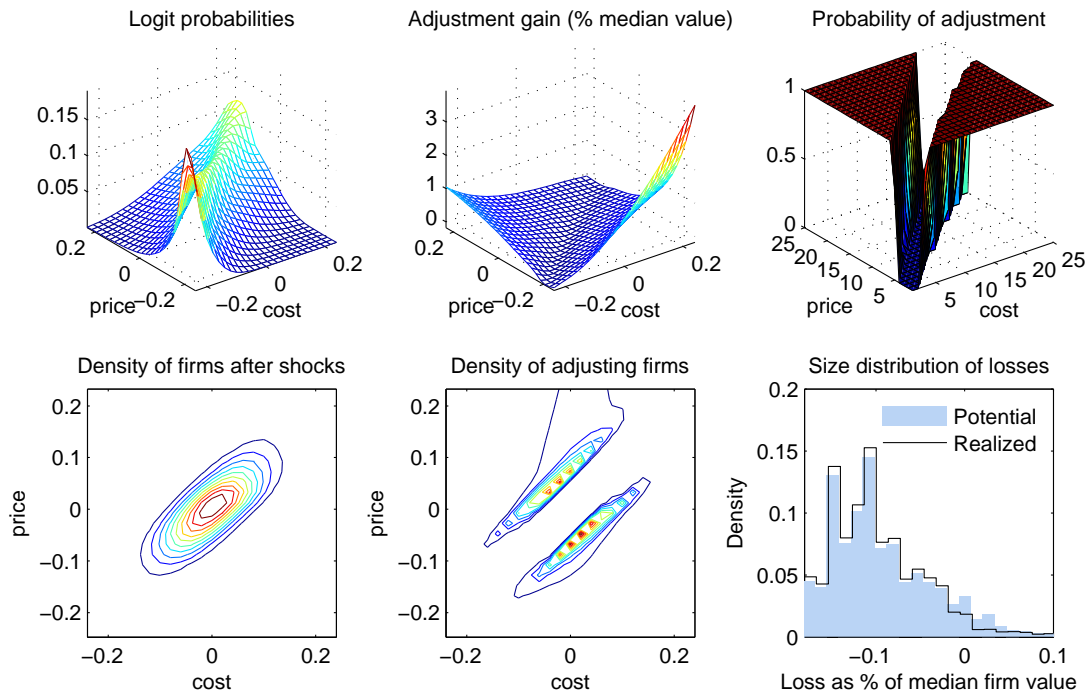 Logit probabilities
0.15
0.1
0.05
0.2
0
−0.2
price
−0.2
0
0.2
cost
Adjustment gain (% median value)
3
2
1
0
0.2
0
−0.2
price
−0.2
0
0.2
cost
Probability of adjustment
1
0.5
0
25
20
15
10
5
price
5
10
15
20
25
cost
Density of firms after shocks
0.2
0.1
0
−0.1
−0.2
price
−0.2
0
0.2
cost
Density of adjusting firms
0.2
0.1
0
−0.1
−0.2
price
−0.2
0
0.2
cost
Size distribution of losses
0.2
0.15
0.1
0.05
0
Density
Potential
Realized
−0.1
0
0.1
Loss as % of median firm value